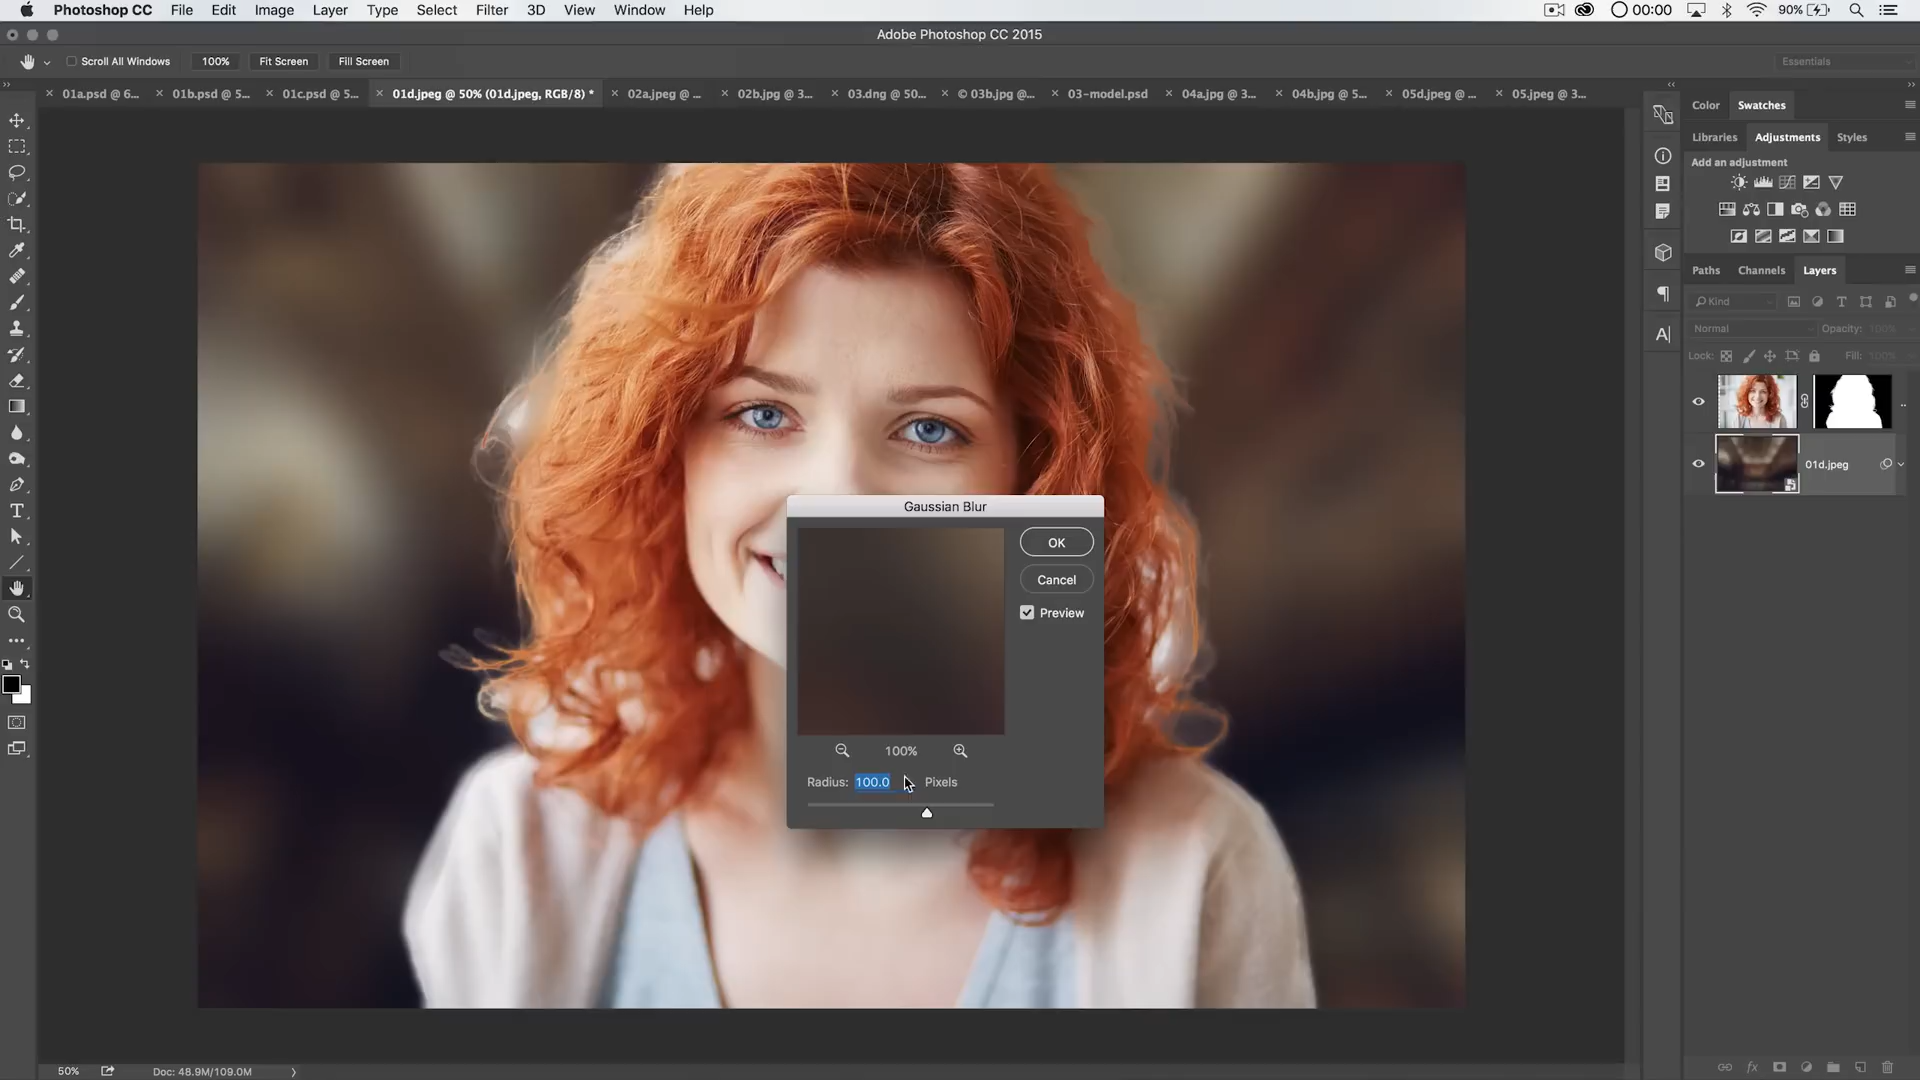 Photoshop CC File Edit Image Layer Type Select Filter 3D View Window Help 00:00 90%
Adobe Photoshop CC 2015
Scroll All Windows 100% Fit Screen Fill Screen Essentials
01a.psd @ 6... 01b.psd @ 5... 01c.psd @ 5... 01d.jpeg @ 50% (01d.jpeg, RGB/8) * 02a.jpeg @ ... 02b.jpg @ 3... 03.dng @ 50... © 03b.jpg @... 03-model.psd 04a.jpg @ 3... 04b.jpg @ 5... 05d.jpeg @ ... 05.jpeg @ 3...
Color Swatches
Libraries Adjustments Styles
Add an adjustment
Paths Channels Layers
Kind
Normal Opacity: 100%
Lock: Fill: 100%
01d.jpeg
Gaussian Blur
OK
Cancel
Preview
100%
Radius: 100.0 Pixels
50% Doc: 48.9M/109.0M